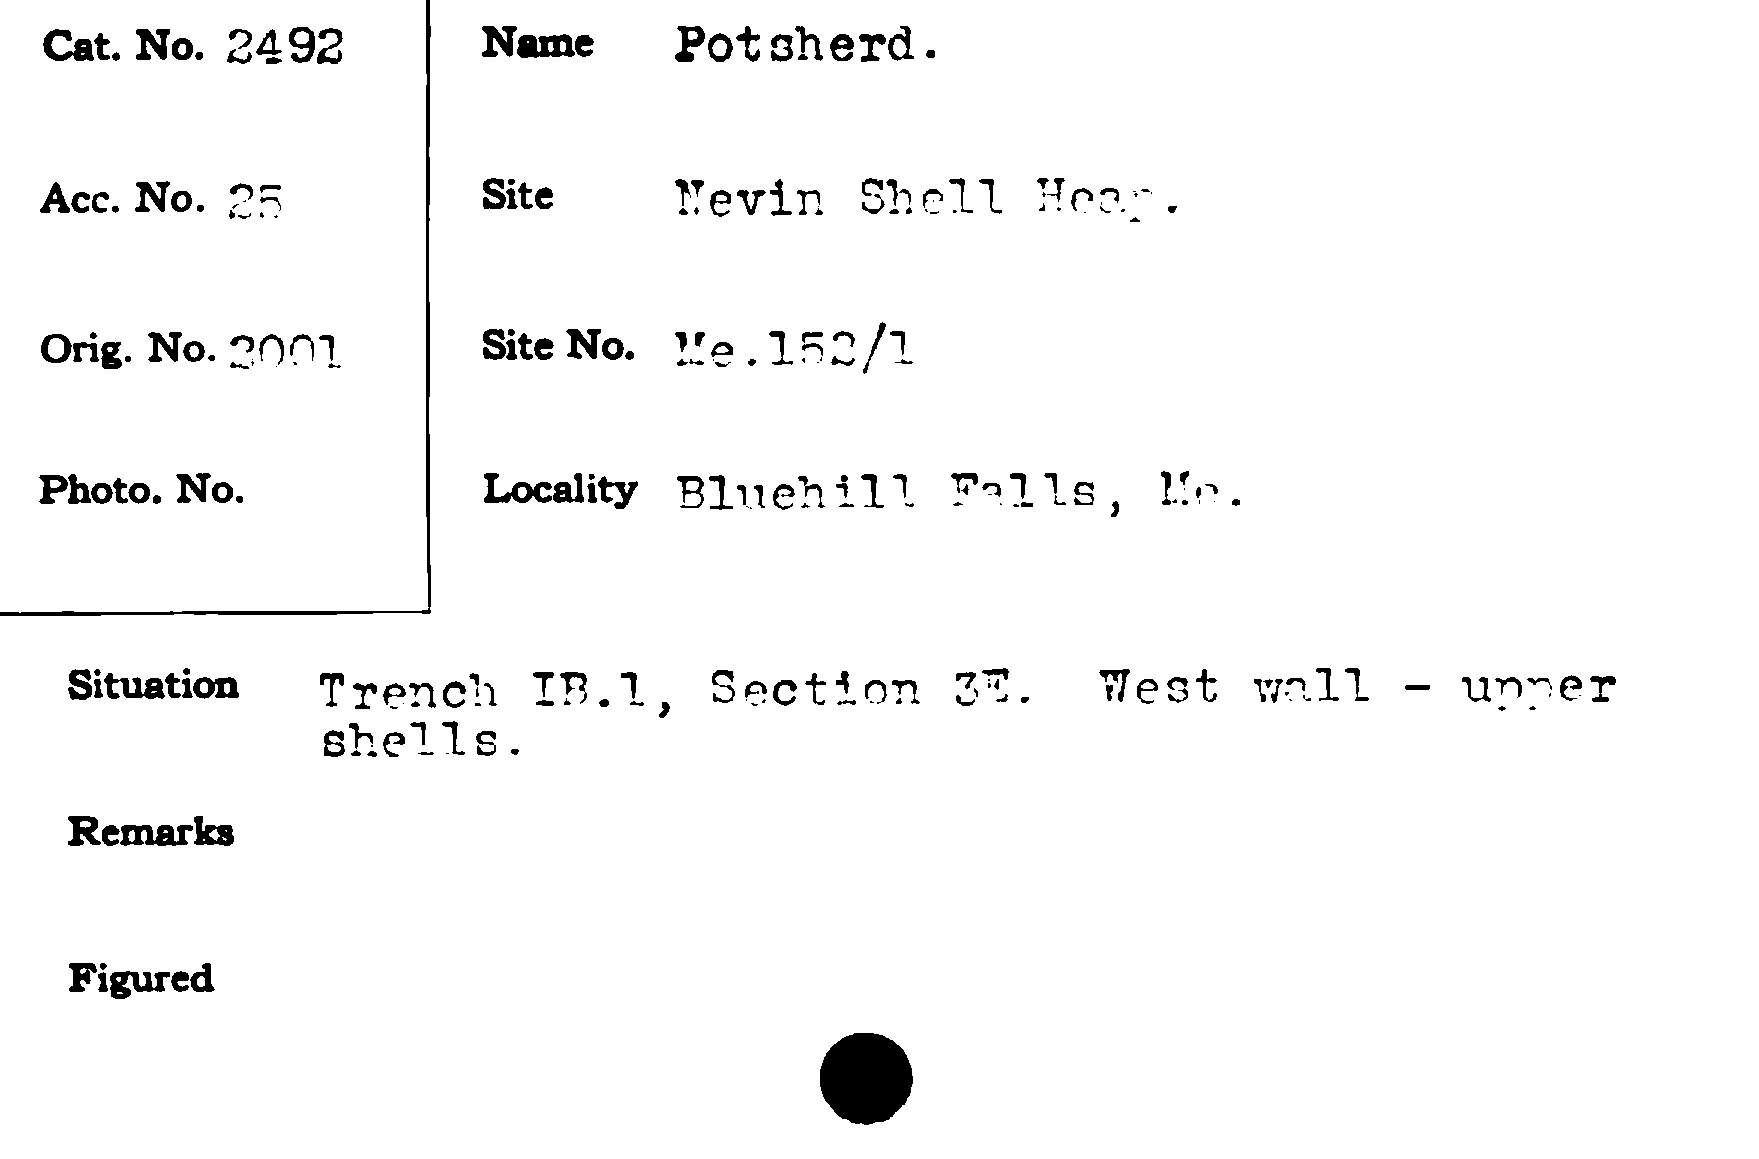 Cat. No. 2492
Name Potsherd.
Acc. No. 25
Site Nevin Shell Heap.
Orig. No. 2001
Site No. Me.152/1
Photo. No.
Locality Bluehill Falls, Me.
Situation Trench IB.1, Section 3E. West wall - upper
shells.
Remarks
Figured